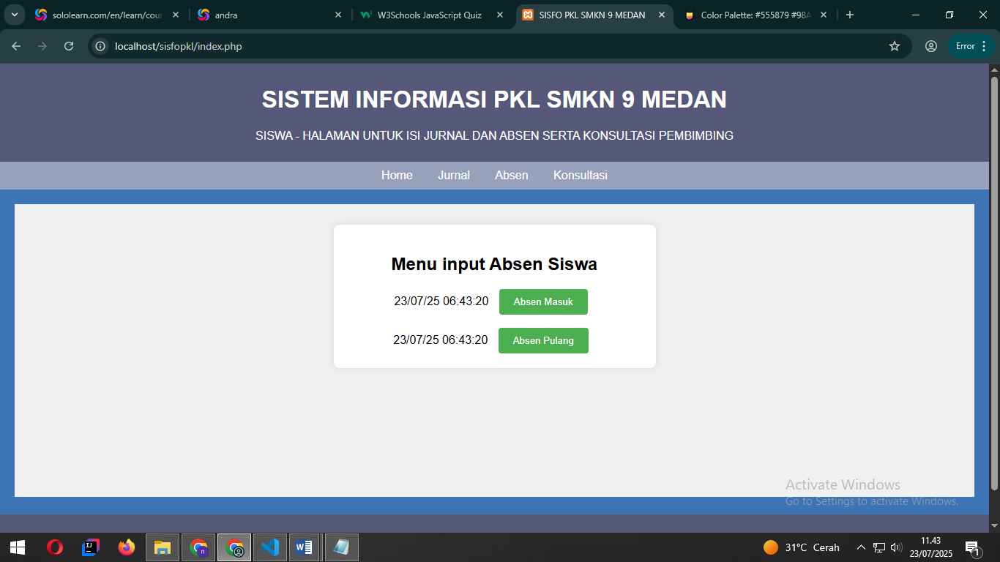 sololearn.com/en/learn/cour
andra
W3Schools JavaScript Quiz
SISFO PKL SMKN 9 MEDAN
Color Palette: #555879 #98A
localhost/sisfopkl/index.php
Error
SISTEM INFORMASI PKL SMKN 9 MEDAN
SISWA - HALAMAN UNTUK ISI JURNAL DAN ABSEN SERTA KONSULTASI PEMBIMBING
Home Jurnal Absen Konsultasi
Menu input Absen Siswa
23/07/25 06:43:20 Absen Masuk
23/07/25 06:43:20 Absen Pulang
Activate Windows
Go to Settings to activate Windows.
31°C Cerah
11.43
23/07/2025
1